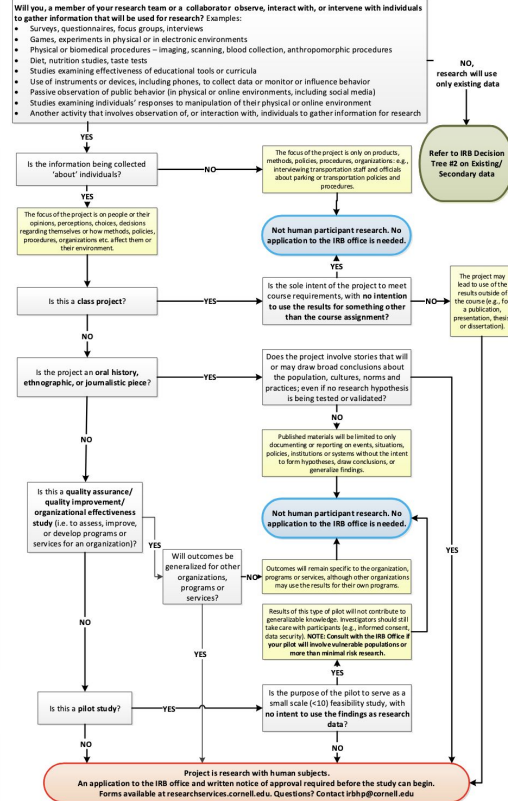 Will you, a member of your research team or a collaborator observe, interact with, or intervene with individuals
to gather information that will be used for research? Examples:
• Surveys, questionnaires, focus groups, interviews
• Games, experiments in physical or in electronic environments
• Physical or biomedical procedures – imaging, scanning, blood collection, anthropomorphic procedures
• Diet, nutrition studies, taste tests
• Studies examining effectiveness of educational tools or curricula
• Use of instruments or devices, including phones, to collect data or monitor or influence behavior
• Passive observation of public behavior (in physical or online environments, including social media)
• Studies examining individuals' responses to manipulation of their physical or online environment
• Another activity that involves observation of, or interaction with, individuals to gather information for research
NO,
research will use
only existing data
Refer to IRB Decision
Tree #2 on Existing/
Secondary data
YES
Is the information being collected
'about' individuals?
NO
The focus of the project is only on products,
methods, policies, procedures, organizations: e.g.,
interviewing transportation staff and officials
about parking or transportation policies and
procedures.
YES
The focus of the project is on people or their
opinions, perceptions, choices, decisions
regarding themselves or how methods, policies,
procedures, organizations etc. affect them or
their environment.
Not human participant research. No
application to the IRB office is needed.
YES
Is this a class project?
YES
Is the sole intent of the project to meet
course requirements, with no intention
to use the results for something other
than the course assignment?
NO
The project may
lead to use of the
results outside of
the course (e.g., for
a publication,
presentation, thesis
or dissertation).
NO
Is the project an oral history,
ethnographic, or journalistic piece?
YES
Does the project involve stories that will
or may draw broad conclusions about
the population, cultures, norms and
practices; even if no research hypothesis
is being tested or validated?
NO
NO
Published materials will be limited to only
documenting or reporting on events, situations,
policies, institutions or systems without the intent
to form hypotheses, draw conclusions, or
generalize findings.
Not human participant research. No
application to the IRB office is needed.
Is this a quality assurance/
quality improvement/
organizational effectiveness
study (i.e. to assess, improve,
or develop programs or
services for an organization)?
YES
Will outcomes be
generalized for other
organizations,
programs or
services?
NO
Outcomes will remain specific to the organization,
programs or services, although other organizations
may use the results for their own programs.
YES
NO
YES
Results of this type of pilot will not contribute to
generalizable knowledge. Investigators should still
take care with participants (e.g., informed consent,
data security). NOTE: Consult with the IRB Office if
your pilot will involve vulnerable populations or
more than minimal risk research.
YES
Is this a pilot study?
YES
Is the purpose of the pilot to serve as a
small scale (<10) feasibility study, with
no intent to use the findings as research
data?
NO
NO
Project is research with human subjects.
An application to the IRB office and written notice of approval required before the study can begin.
Forms available at researchservices.cornell.edu. Questions? Contact irbhp@cornell.edu